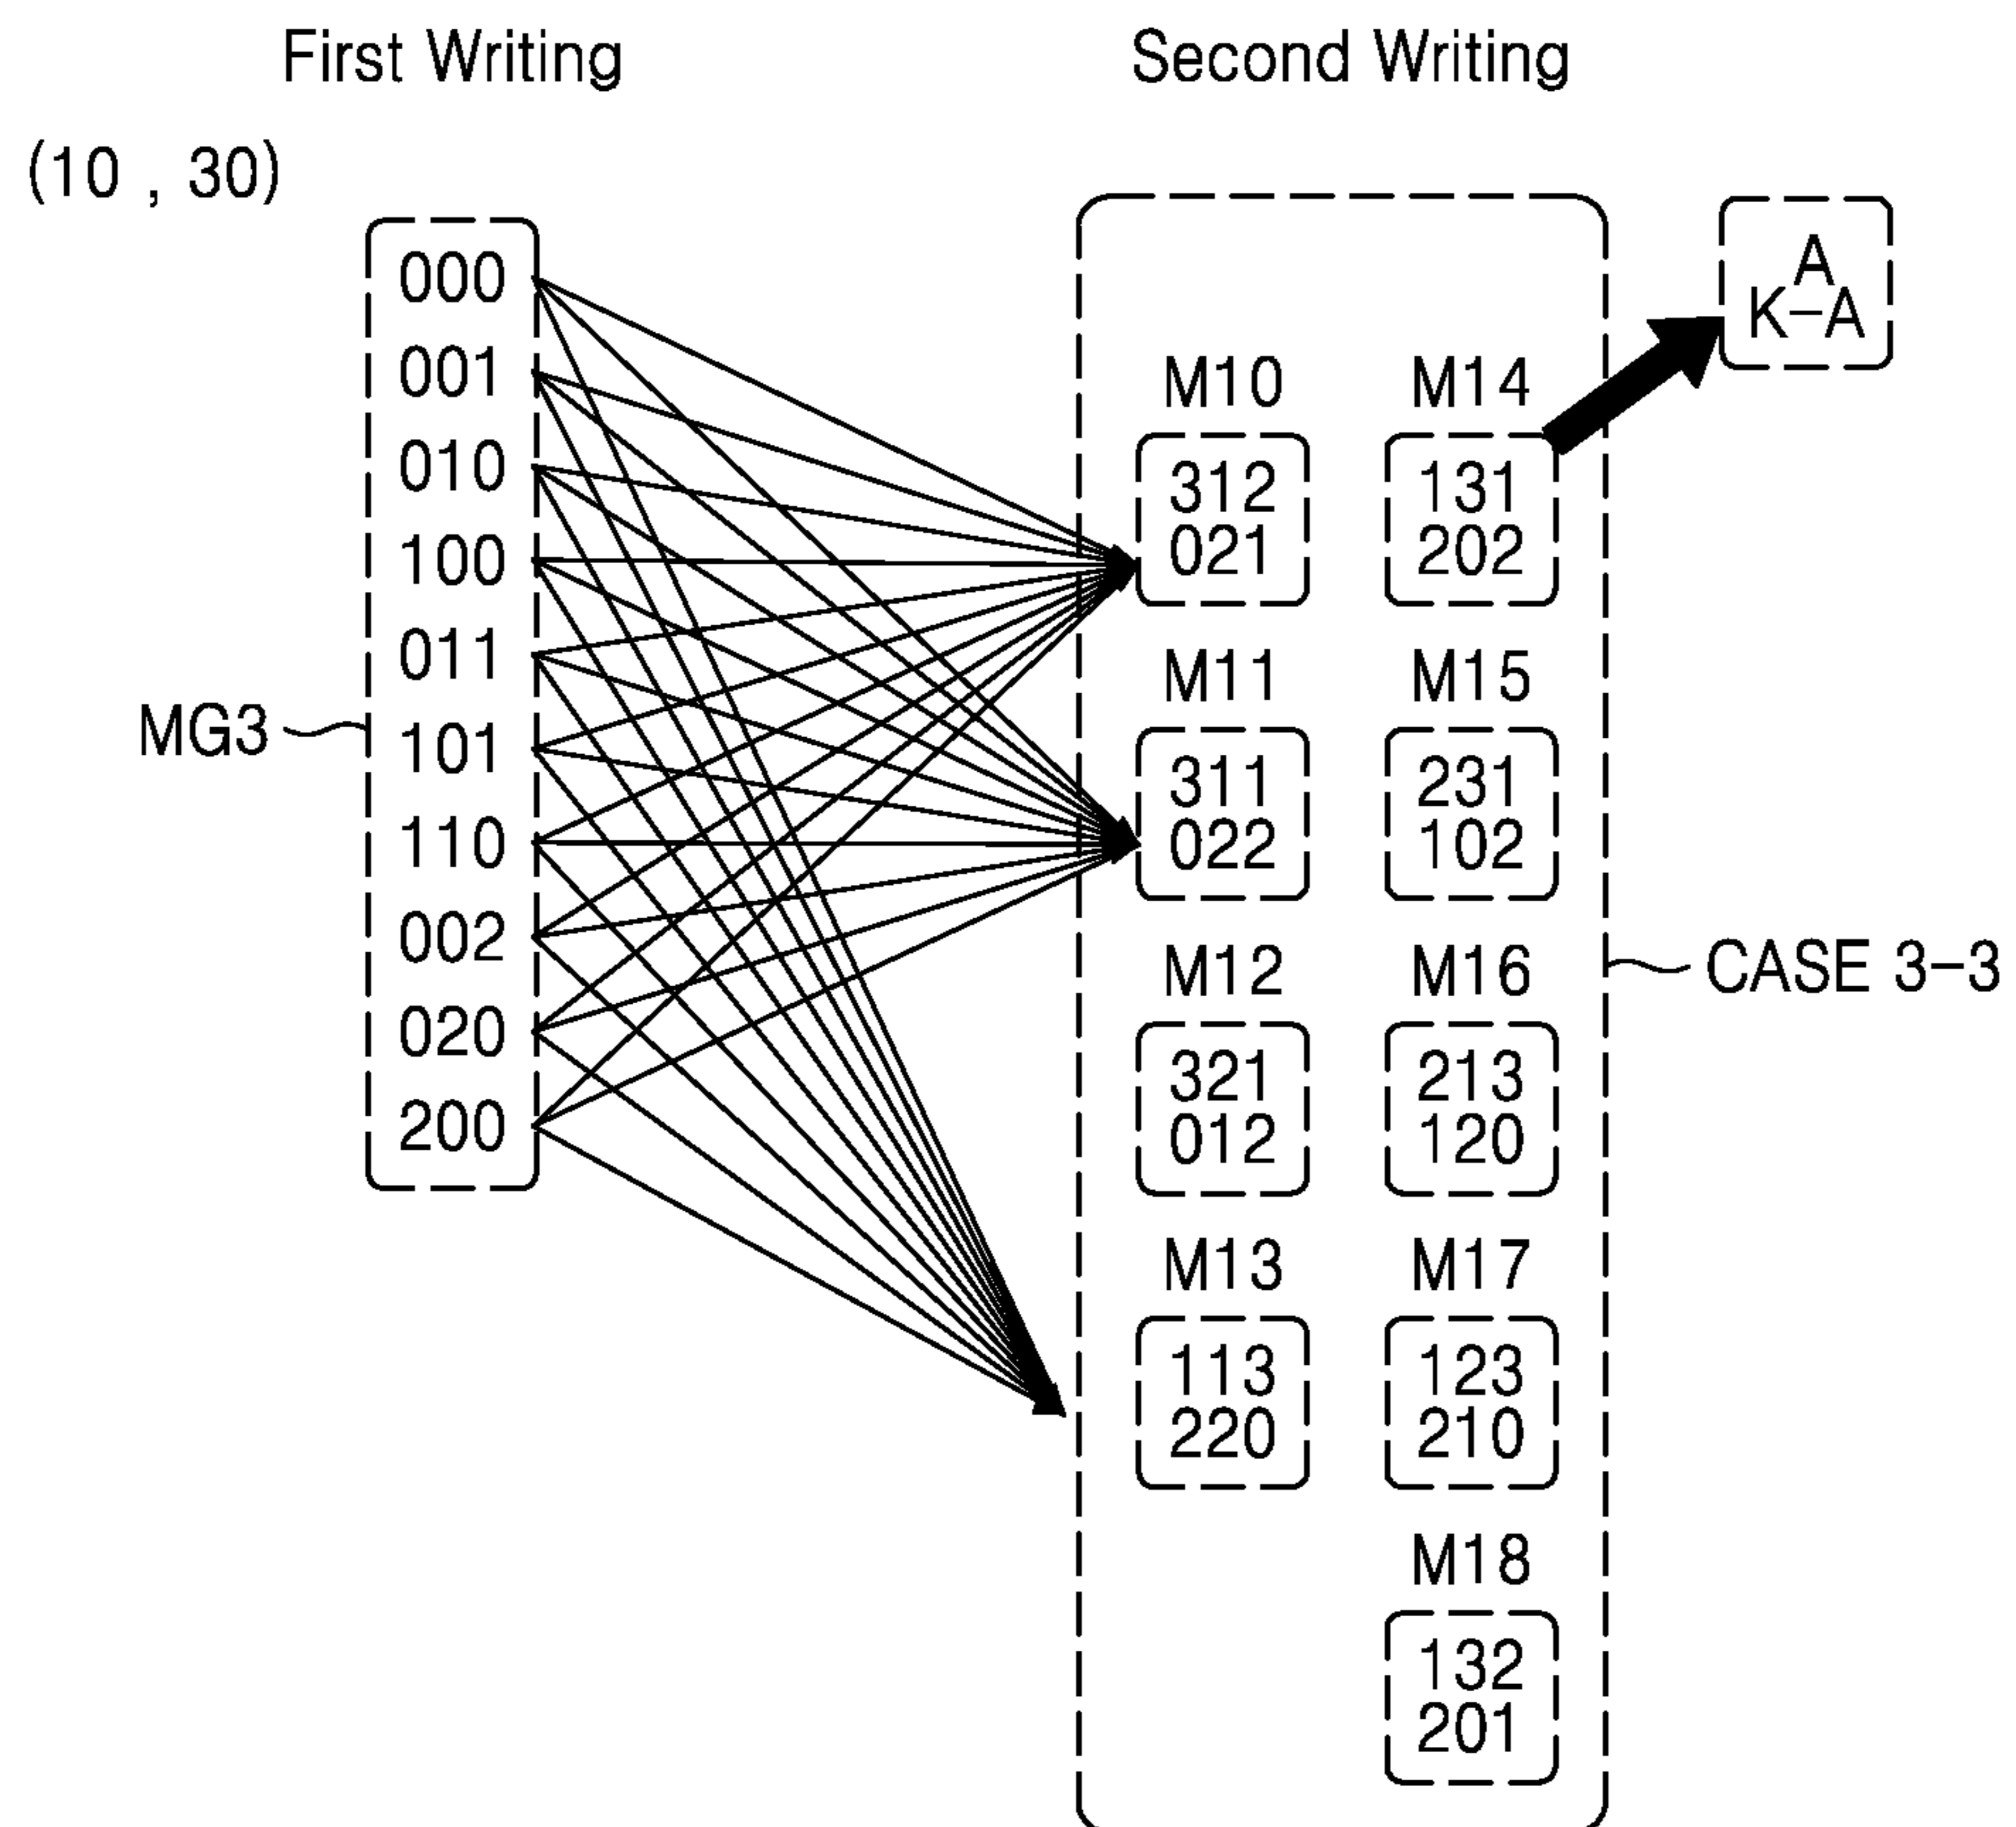 First Writing
Second Writing
(10 , 30)
000
001
010
100
011
101
110
002
020
200
MG3
M10
312
021
M14
131
202
A
K-A
M11
311
022
M15
231
102
M12
321
012
M16
213
120
CASE 3-3
M13
113
220
M17
123
210
M18
132
201